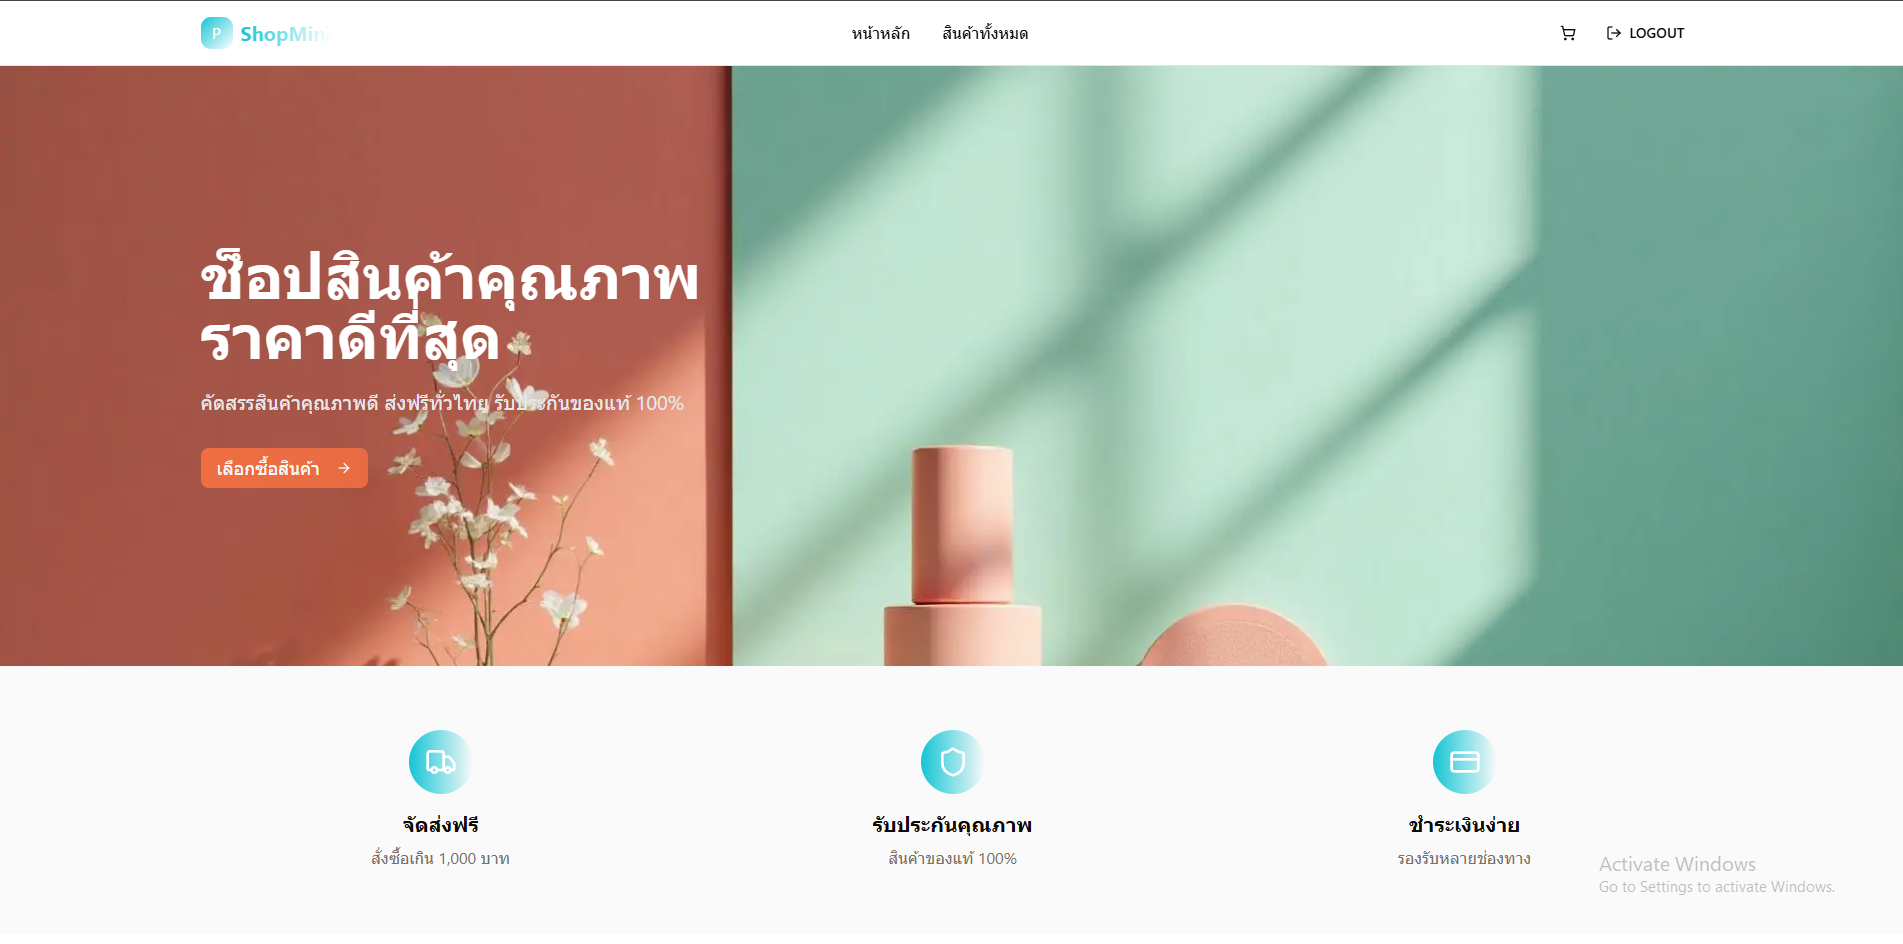 P ShopMini
หน้าหลัก
สินค้าทั้งหมด
LOGOUT
ช็อปสินค้าคุณภาพ
ราคาดีที่สุด
คัดสรรสินค้าคุณภาพดี ส่งฟรีทั่วไทย รับประกันของแท้ 100%
เลือกซื้อสินค้า
จัดส่งฟรี
สั่งซื้อเกิน 1,000 บาท
รับประกันคุณภาพ
สินค้าของแท้ 100%
ชำระเงินง่าย
รองรับหลายช่องทาง
Activate Windows
Go to Settings to activate Windows.